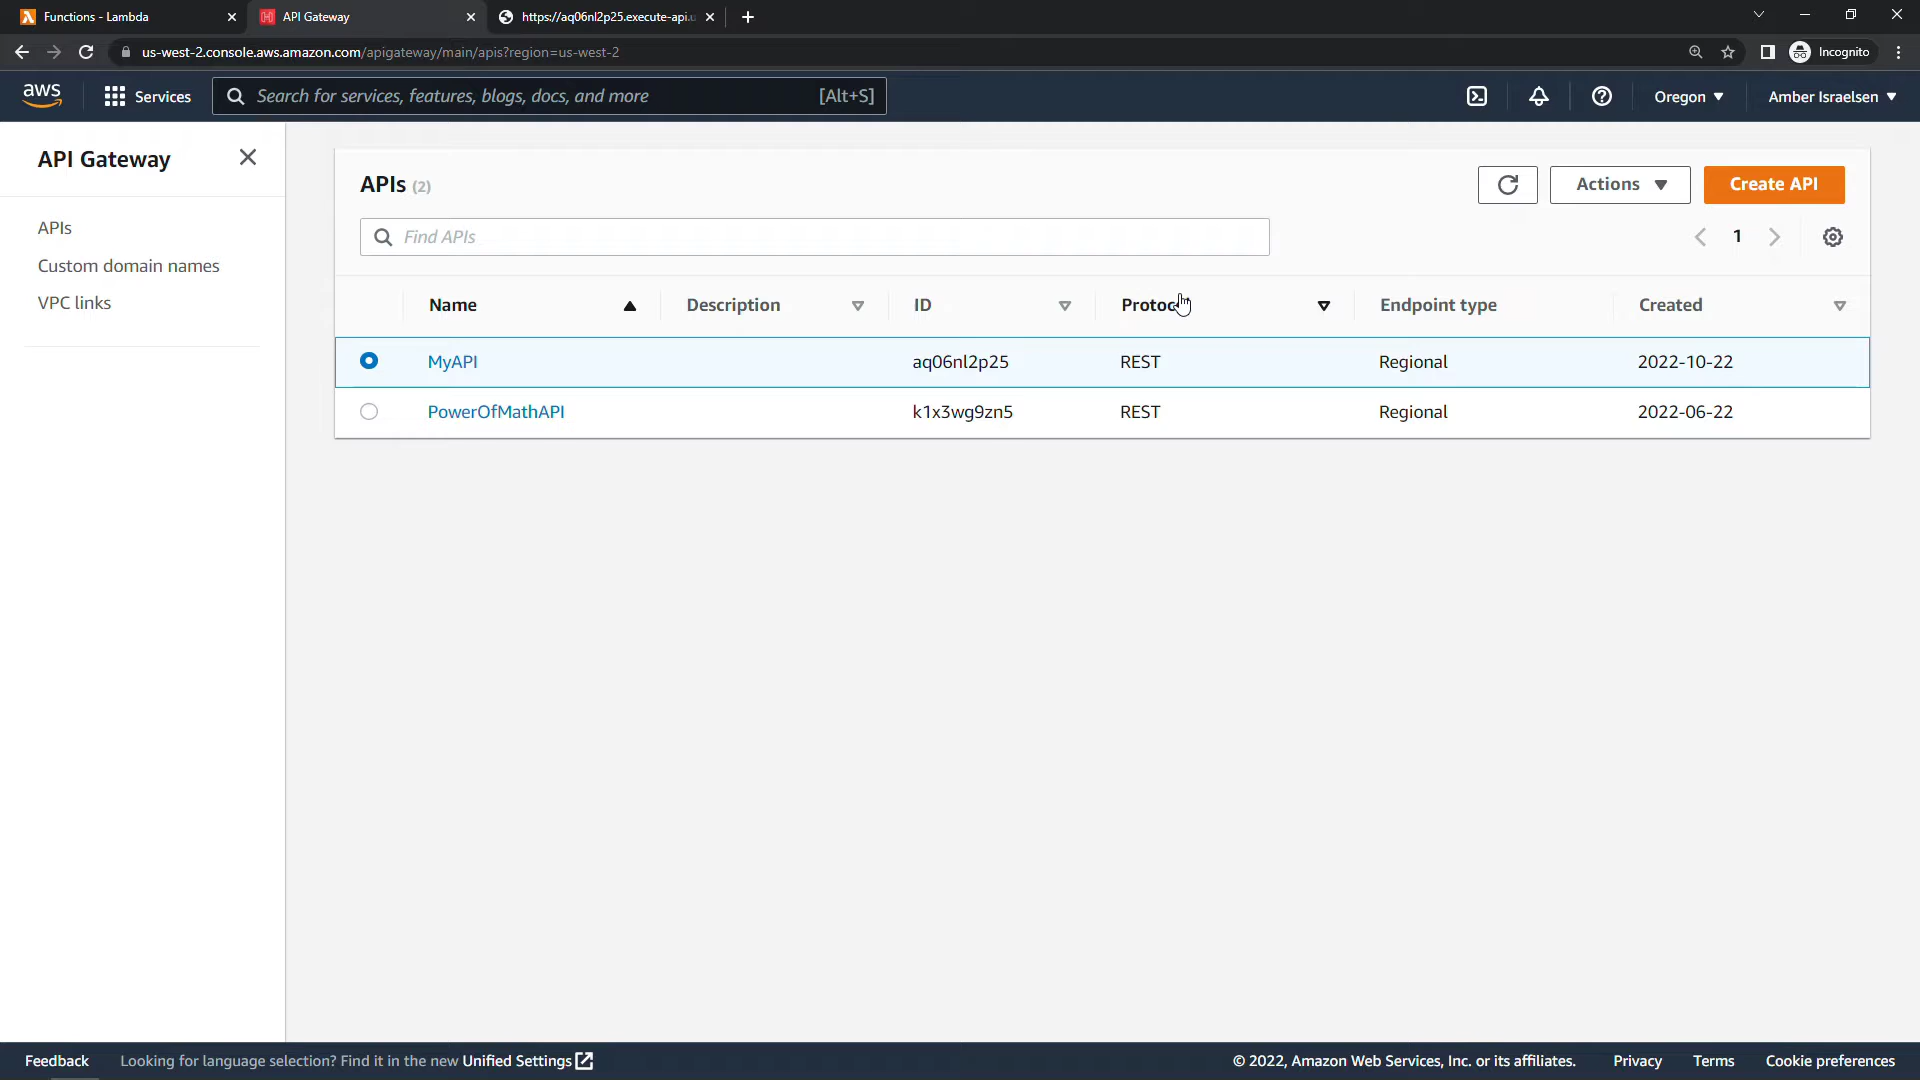 Functions - Lambda
API Gateway
https://aq06nl2p25.execute-api.u
us-west-2.console.aws.amazon.com/apigateway/main/apis?region=us-west-2
Incognito
aws
Services
Search for services, features, blogs, docs, and more
[Alt+S]
Oregon
Amber Israelsen
API Gateway
APIs
Custom domain names
VPC links
APIs (2)
Actions
Create API
Find APIs
1
Name Description ID Protoc Endpoint type Created
MyAPI aq06nl2p25 REST Regional 2022-10-22
PowerOfMathAPI k1x3wg9zn5 REST Regional 2022-06-22
Feedback Looking for language selection? Find it in the new Unified Settings © 2022, Amazon Web Services, Inc. or its affiliates. Privacy Terms Cookie preferences